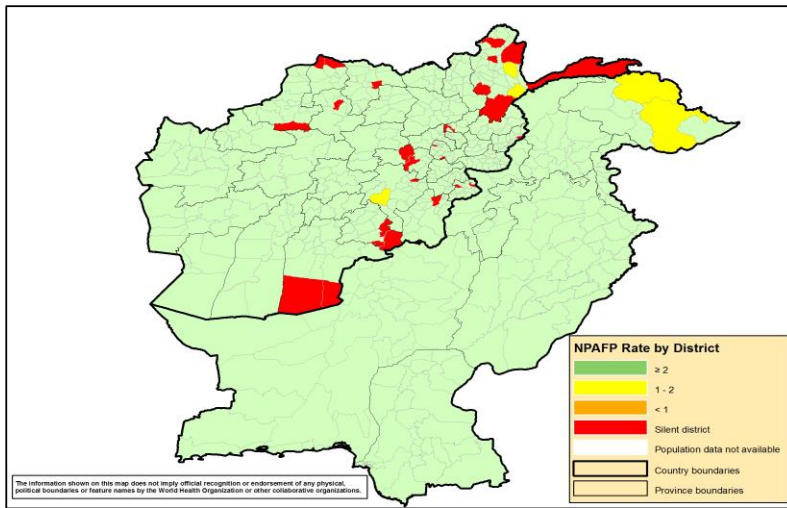 NPAFP Rate by District
≥ 2
1 - 2
< 1
Silent district
Population data not available
Country boundaries
Province boundaries
The information shown on this map does not imply official recognition or endorsement of any physical,
political boundaries or feature names by the World Health Organization or other collaborative organizations.